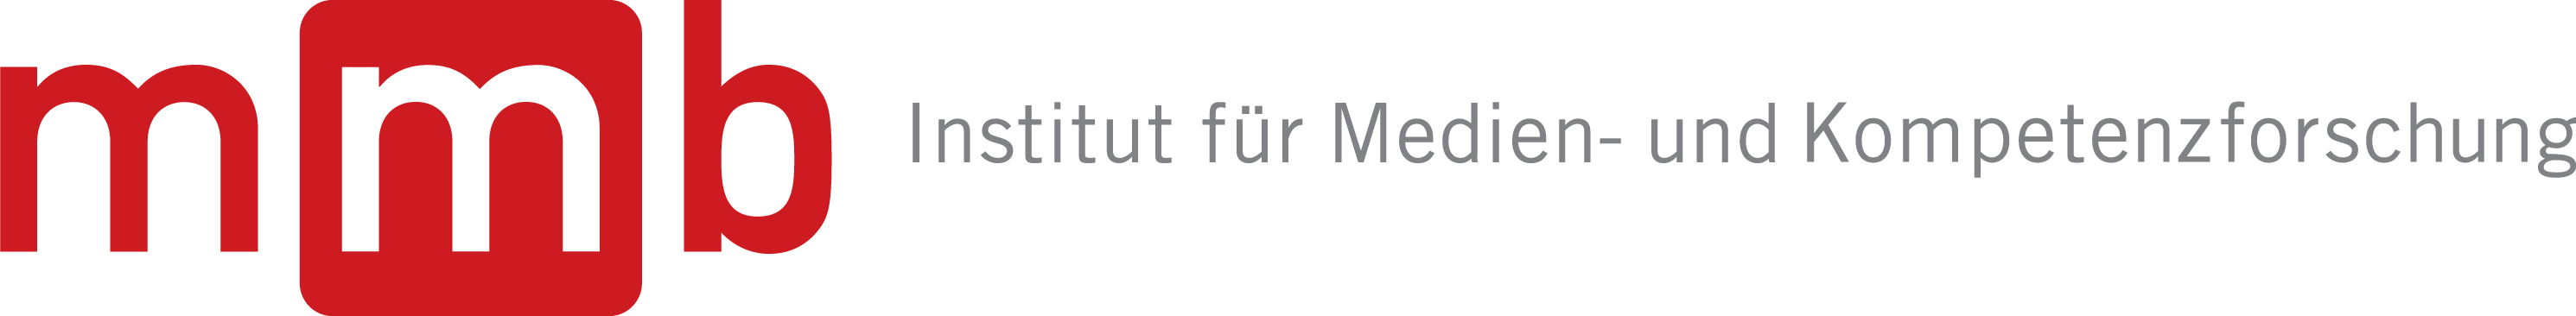 mmb Institut für Medien- und Kompetenzforschung